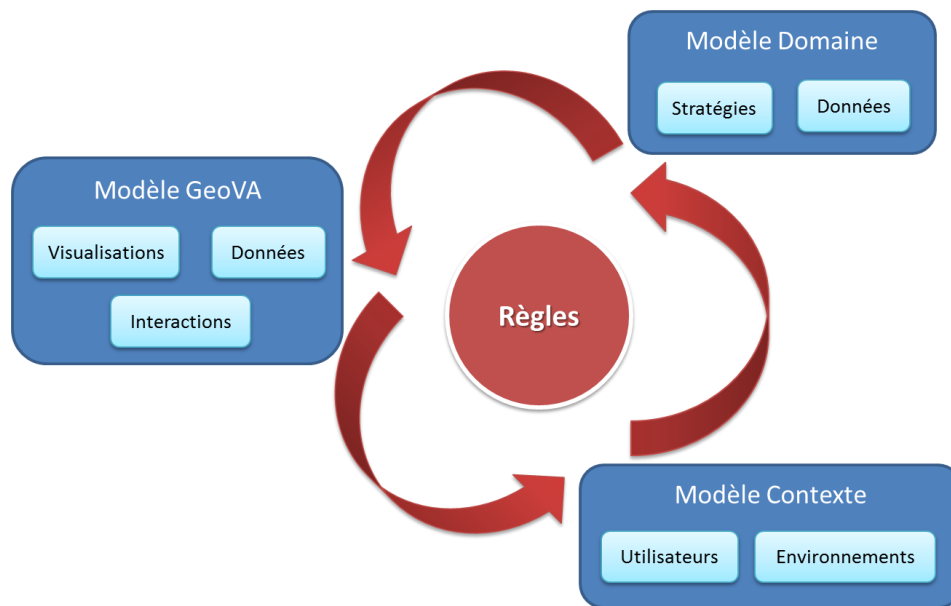 Modèle Domaine
Stratégies
Données
Modèle GeoVA
Visualisations
Données
Interactions
Règles
Modèle Contexte
Utilisateurs
Environnements